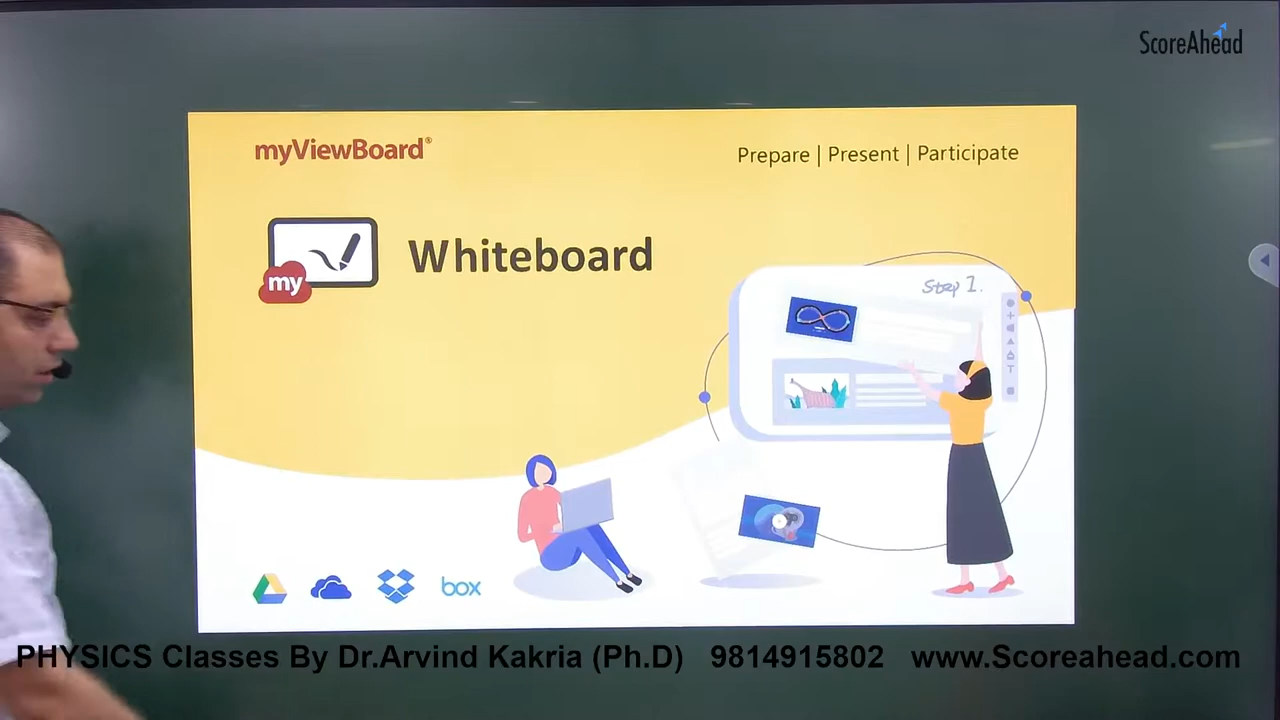 ScoreAhead
myViewBoard®
Prepare | Present | Participate
my
Whiteboard
Step 1.
T
box
PHYSICS Classes By Dr.Arvind Kakria (Ph.D) 9814915802 www.Scoreahead.com